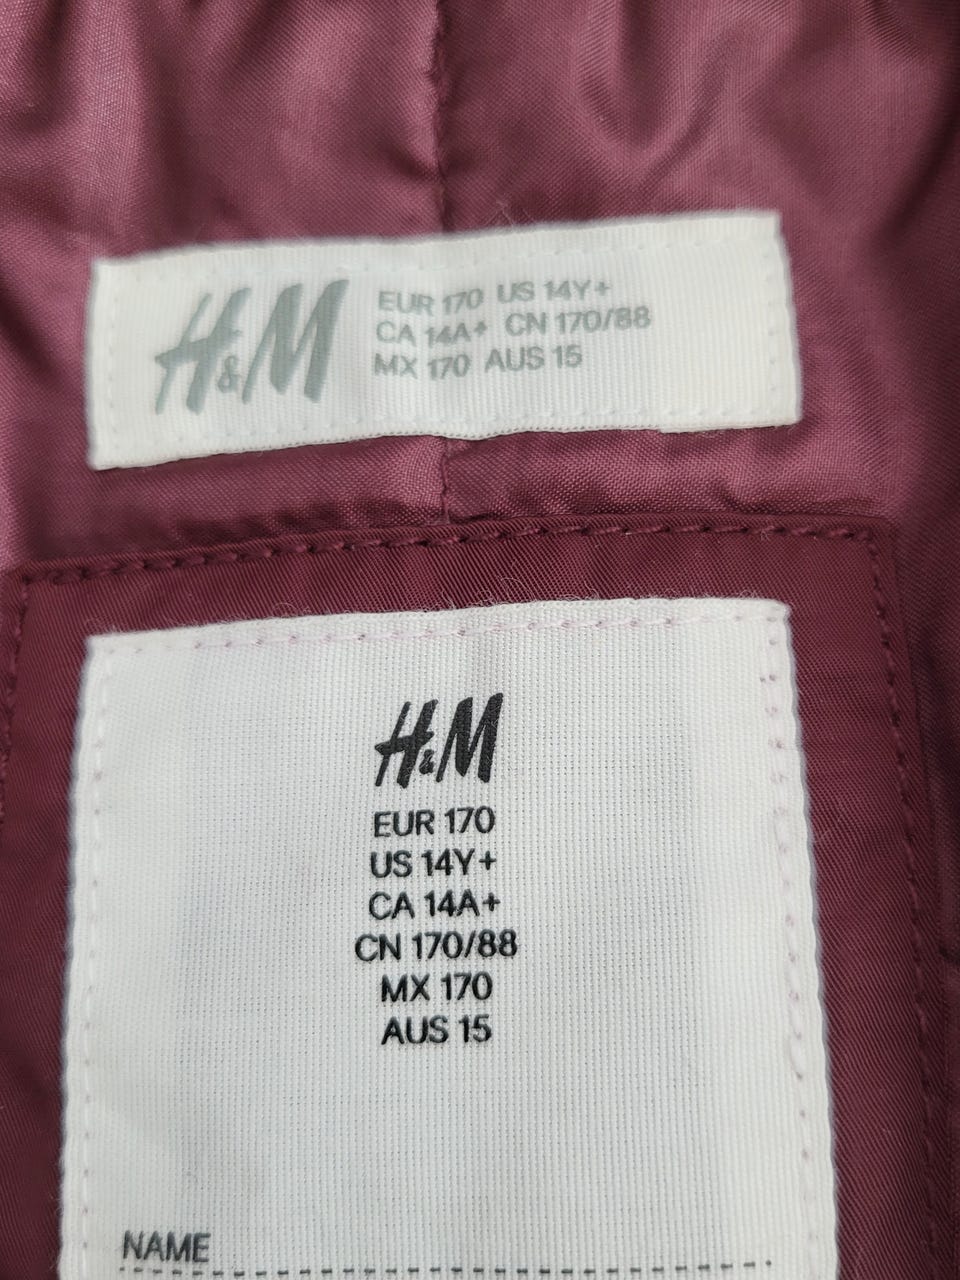 H&M
EUR 170 US 14Y+
CA 14A+ CN 170/88
MX 170 AUS 15
H&M
EUR 170
US 14Y+
CA 14A+
CN 170/88
MX 170
AUS 15
NAME